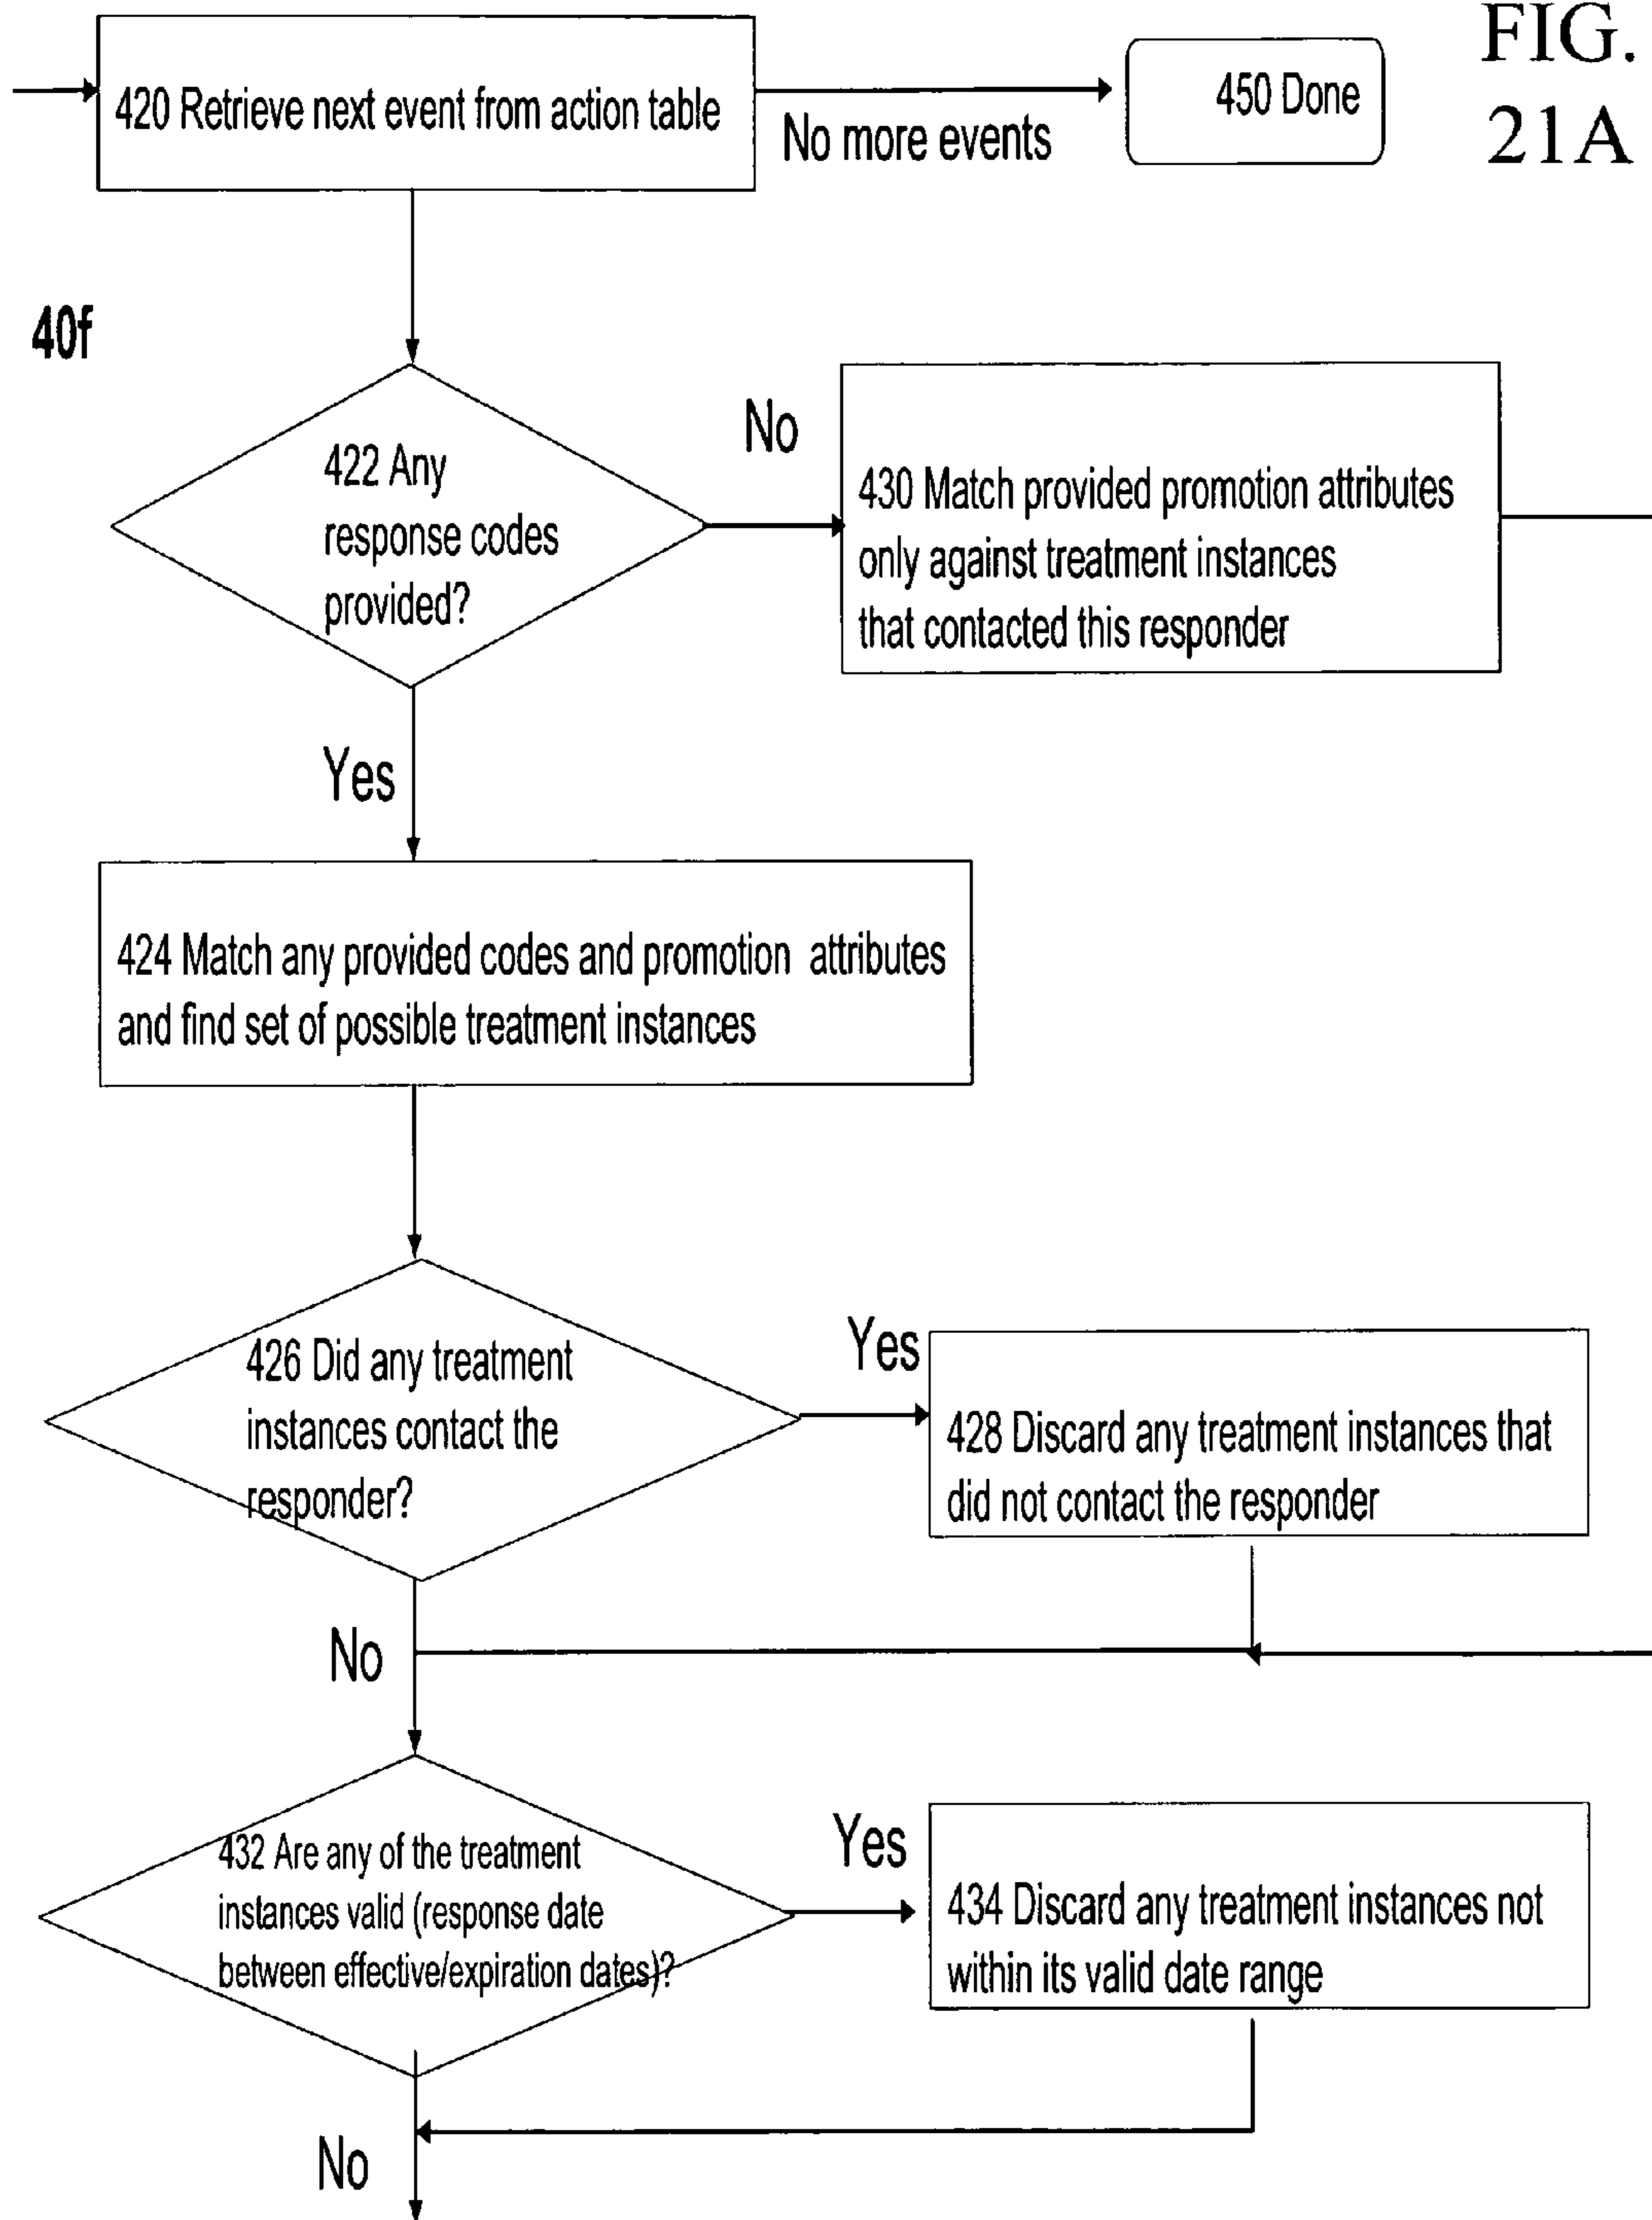 FIG.
21A
420 Retrieve next event from action table
No more events
450 Done
40f
422 Any
response codes
provided?
No
430 Match provided promotion attributes
only against treatment instances
that contacted this responder
Yes
424 Match any provided codes and promotion attributes
and find set of possible treatment instances
426 Did any treatment
instances contact the
responder?
Yes
428 Discard any treatment instances that
did not contact the responder
No
432 Are any of the treatment
instances valid (response date
between effective/expiration dates)?
Yes
434 Discard any treatment instances not
within its valid date range
No